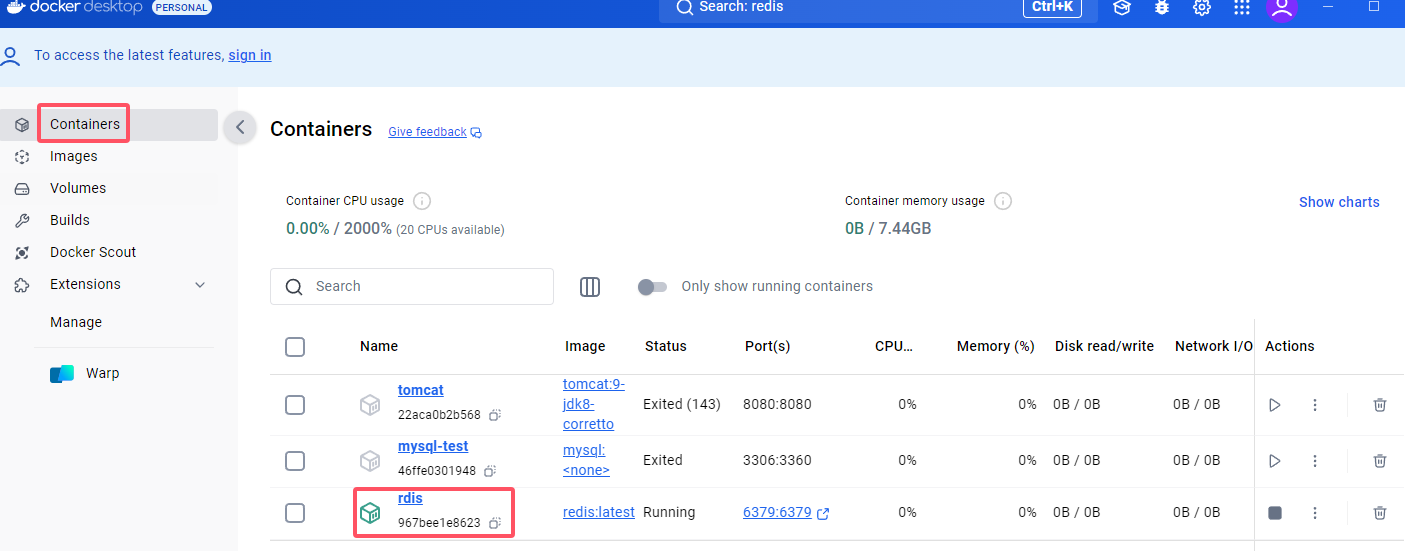 docker desktop PERSONAL Search: redis Ctrl+K
To access the latest features, sign in
Containers
Images
Volumes
Builds
Docker Scout
Extensions
Manage
Warp
Containers Give feedback
Container CPU usage
0.00% / 2000% (20 CPUs available)
Container memory usage
0B / 7.44GB
Show charts
Search
Only show running containers
Name Image Status Port(s) CPU... Memory (%) Disk read/write Network I/O Actions
tomcat
22aca0b2b568
tomcat:9-
jdk8-
corretto
Exited (143) 8080:8080 0% 0% 0B / 0B 0B / 0B
mysql-test
46ffe0301948
mysql:
<none>
Exited 3306:3360 0% 0% 0B / 0B 0B / 0B
rdis
967bee1e8623
redis:latest Running 6379:6379 0% 0% 0B / 0B 0B / 0B